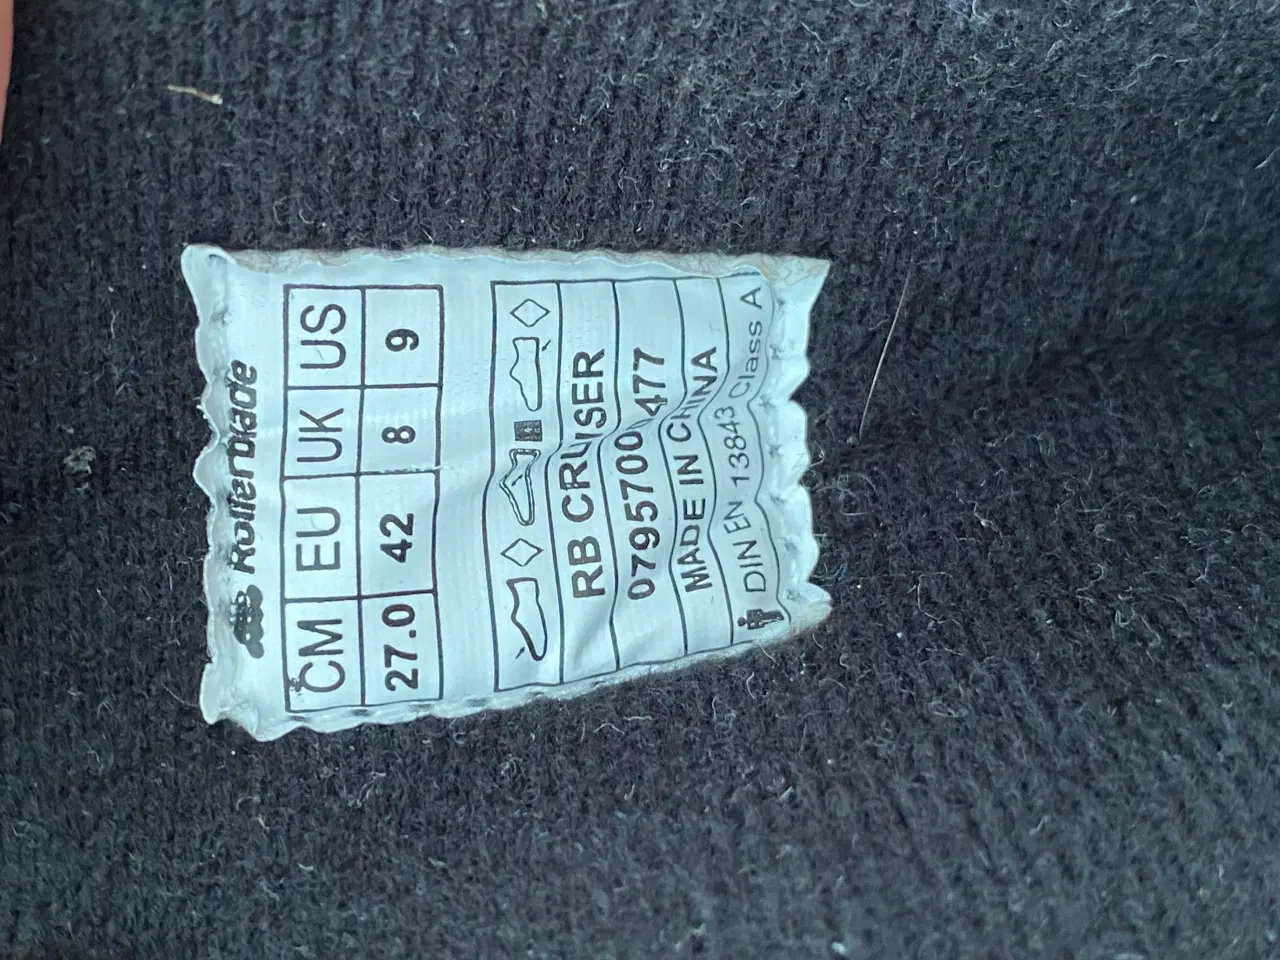 Rollerblade
CM EU UK US
27.0 42 8 9
RB CRUISER
07957000 477
MADE IN CHINA
DIN EN 13843 Class A